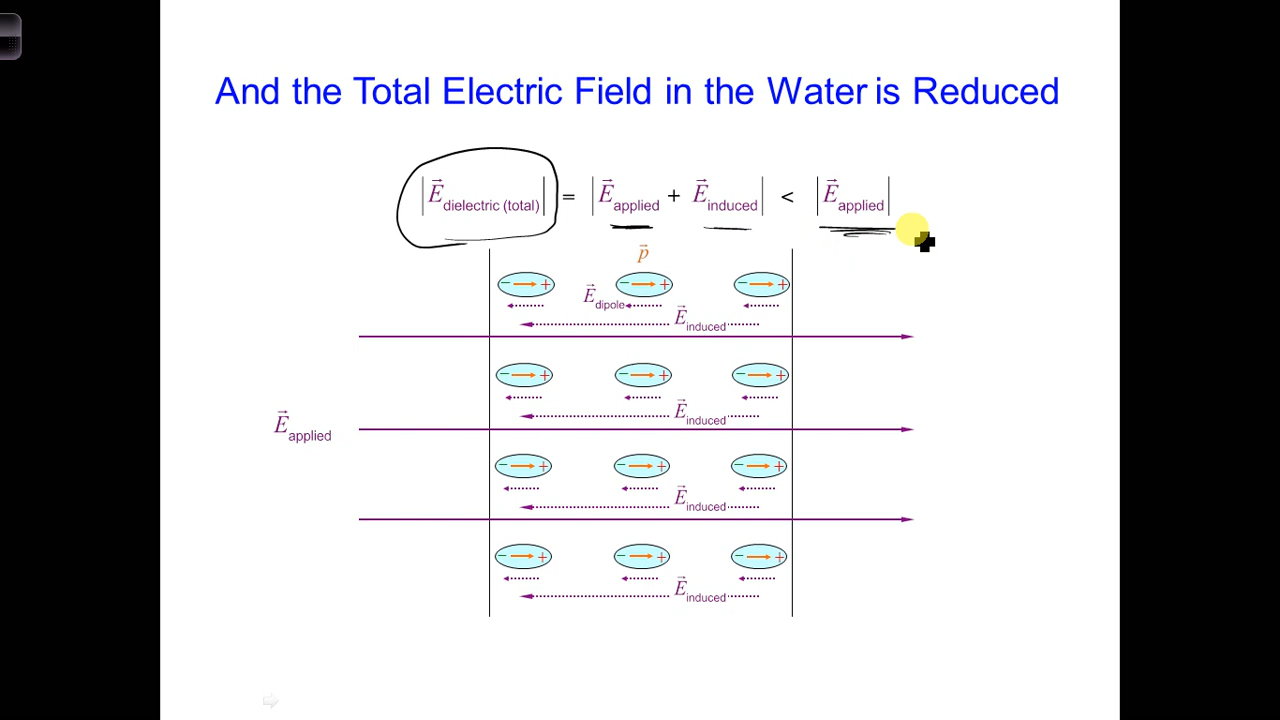 And the Total Electric Field in the Water is Reduced
|E⃗ dielectric (total)| = |E⃗ applied + E⃗ induced| < |E⃗ applied|
p⃗
− + − + − +
E⃗ dipole
E⃗ induced
− + − + − +
E⃗ induced
E⃗ applied
− + − + − +
E⃗ induced
− + − + − +
E⃗ induced